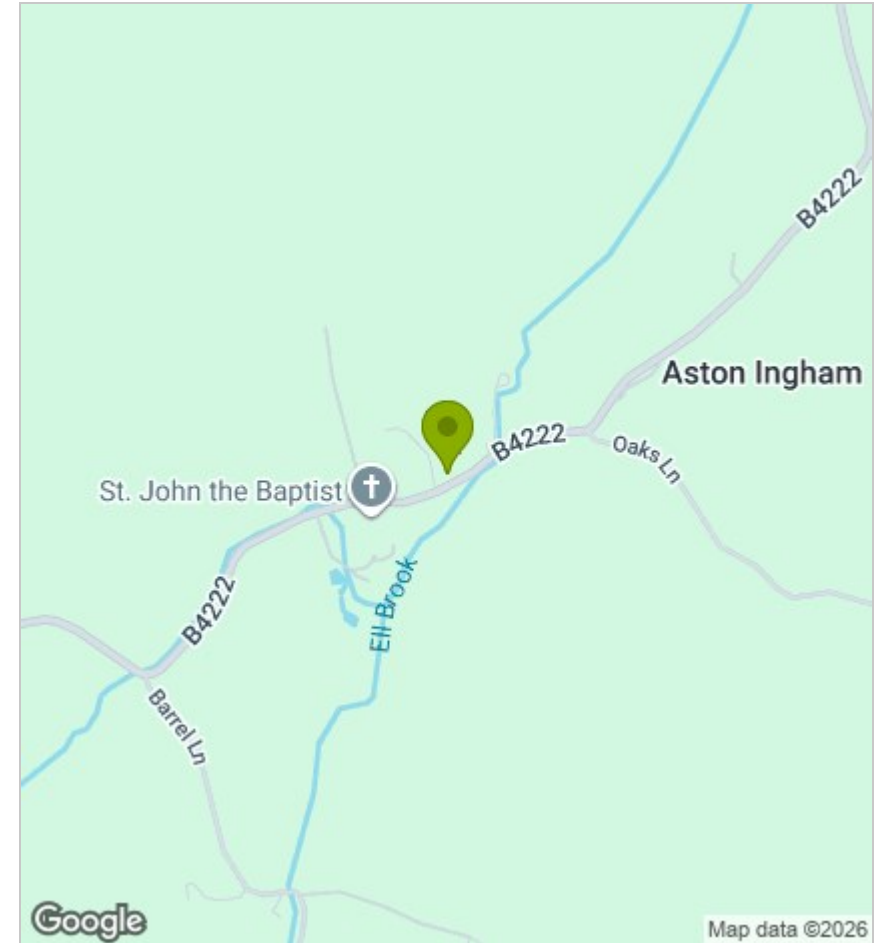 B4222
Aston Ingham
B4222
Oaks Ln
St. John the Baptist
Ell Brook
B4222
Barrel Ln
Google
Map data ©2026